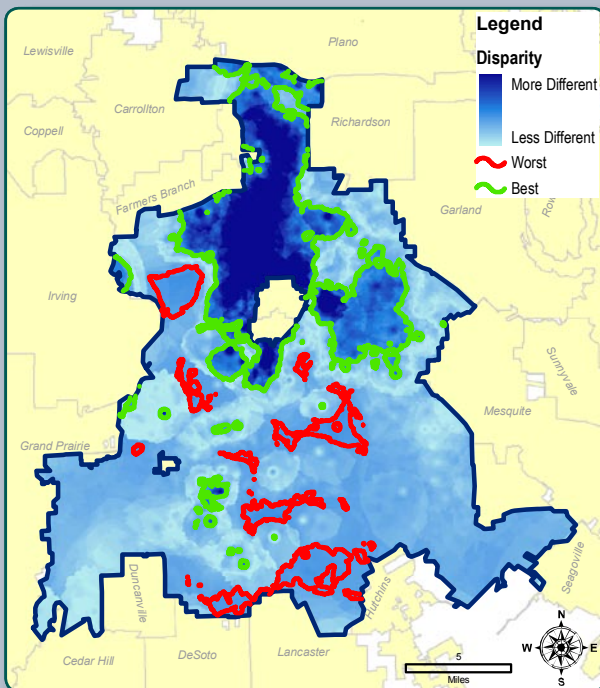 Legend
Disparity
More Different
Less Different
Worst
Best
Lewisville
Plano
Carrollton
Coppell
Richardson
Farmers Branch
Garland
Irving
Sunnyvale
Mesquite
Grand Prairie
Duncanville
Seagoville
Hutchins
Cedar Hill
DeSoto
Lancaster
N
W
E
S
5
Miles